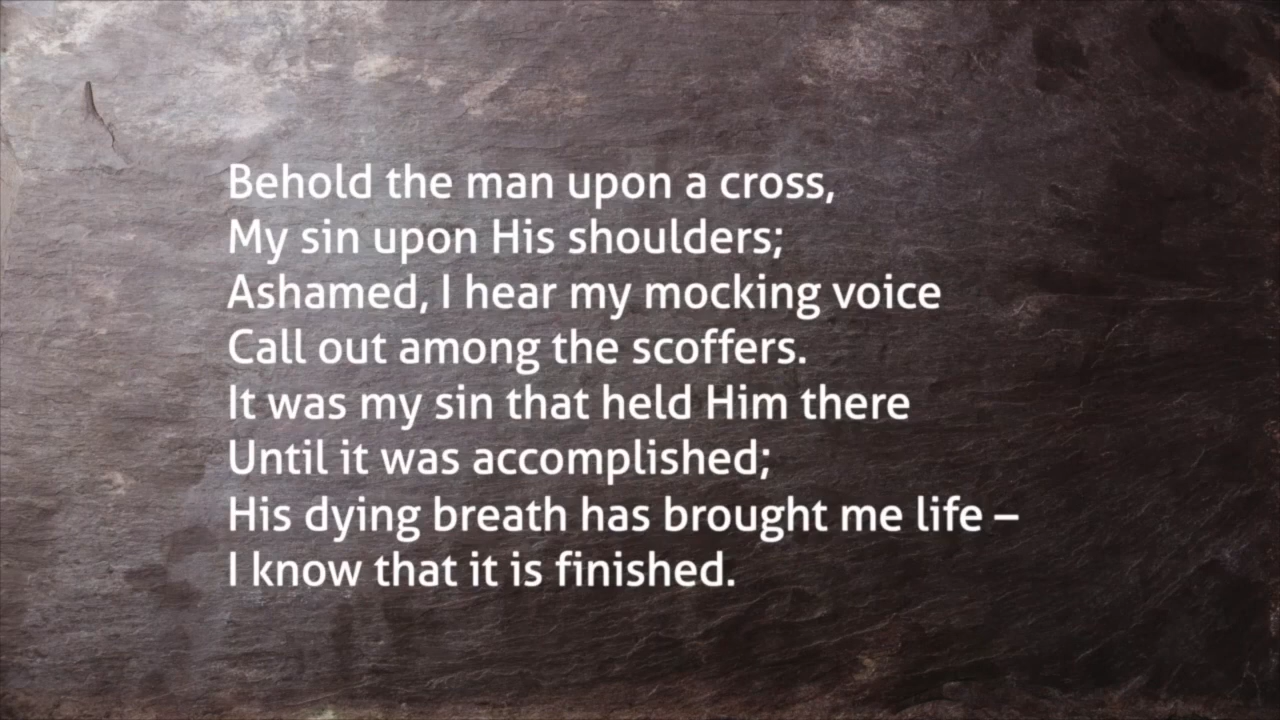 Behold the man upon a cross,
My sin upon His shoulders;
Ashamed, I hear my mocking voice
Call out among the scoffers.
It was my sin that held Him there
Until it was accomplished;
His dying breath has brought me life –
I know that it is finished.